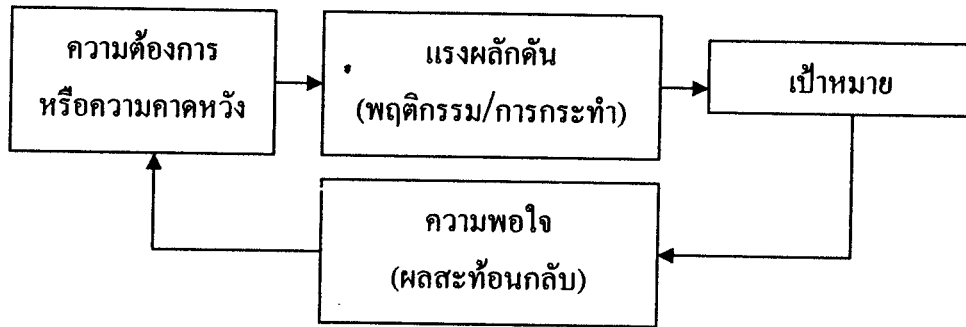 ความต้องการ
หรือความคาดหวัง
แรงผลักดัน
(พฤติกรรม/การกระทำ)
เป้าหมาย
ความพอใจ
(ผลสะท้อนกลับ)